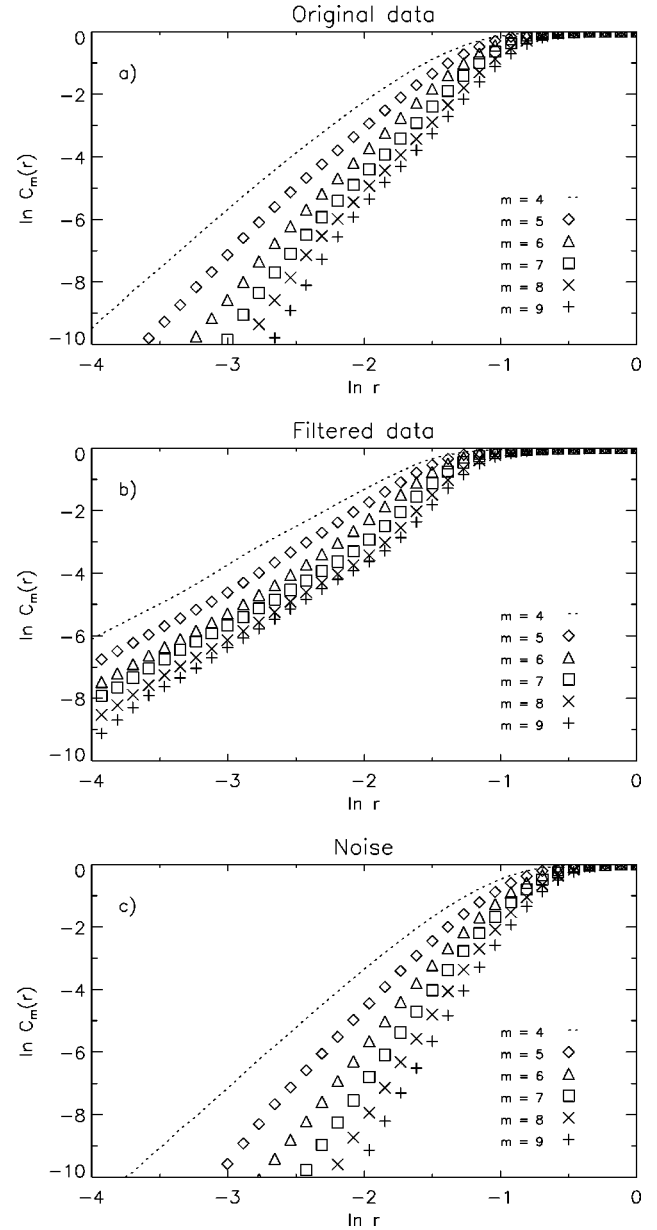 Original data
a)
0
−2
−4
−6
−8
−10
ln C_m(r)
m = 4
m = 5
m = 6
m = 7
m = 8
m = 9
−4 −3 −2 −1 0
ln r
Filtered data
b)
0
−2
−4
−6
−8
−10
ln C_m(r)
m = 4
m = 5
m = 6
m = 7
m = 8
m = 9
−4 −3 −2 −1 0
ln r
Noise
c)
0
−2
−4
−6
−8
−10
ln C_m(r)
m = 4
m = 5
m = 6
m = 7
m = 8
m = 9
−4 −3 −2 −1 0
ln r